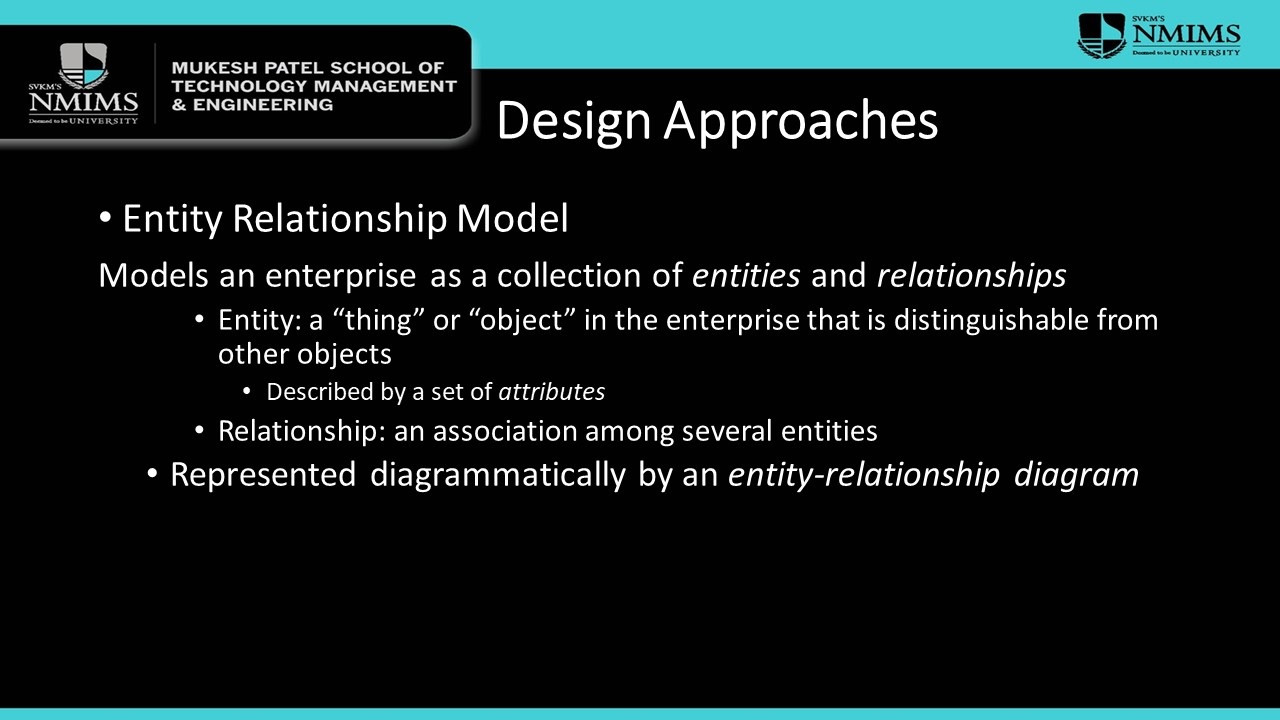 SVKM'S
NMIMS
Deemed to be UNIVERSITY
MUKESH PATEL SCHOOL OF
TECHNOLOGY MANAGEMENT
& ENGINEERING
SVKM'S
NMIMS
Deemed to be UNIVERSITY
Design Approaches
• Entity Relationship Model
Models an enterprise as a collection of entities and relationships
• Entity: a “thing” or “object” in the enterprise that is distinguishable from
other objects
• Described by a set of attributes
• Relationship: an association among several entities
• Represented diagrammatically by an entity-relationship diagram